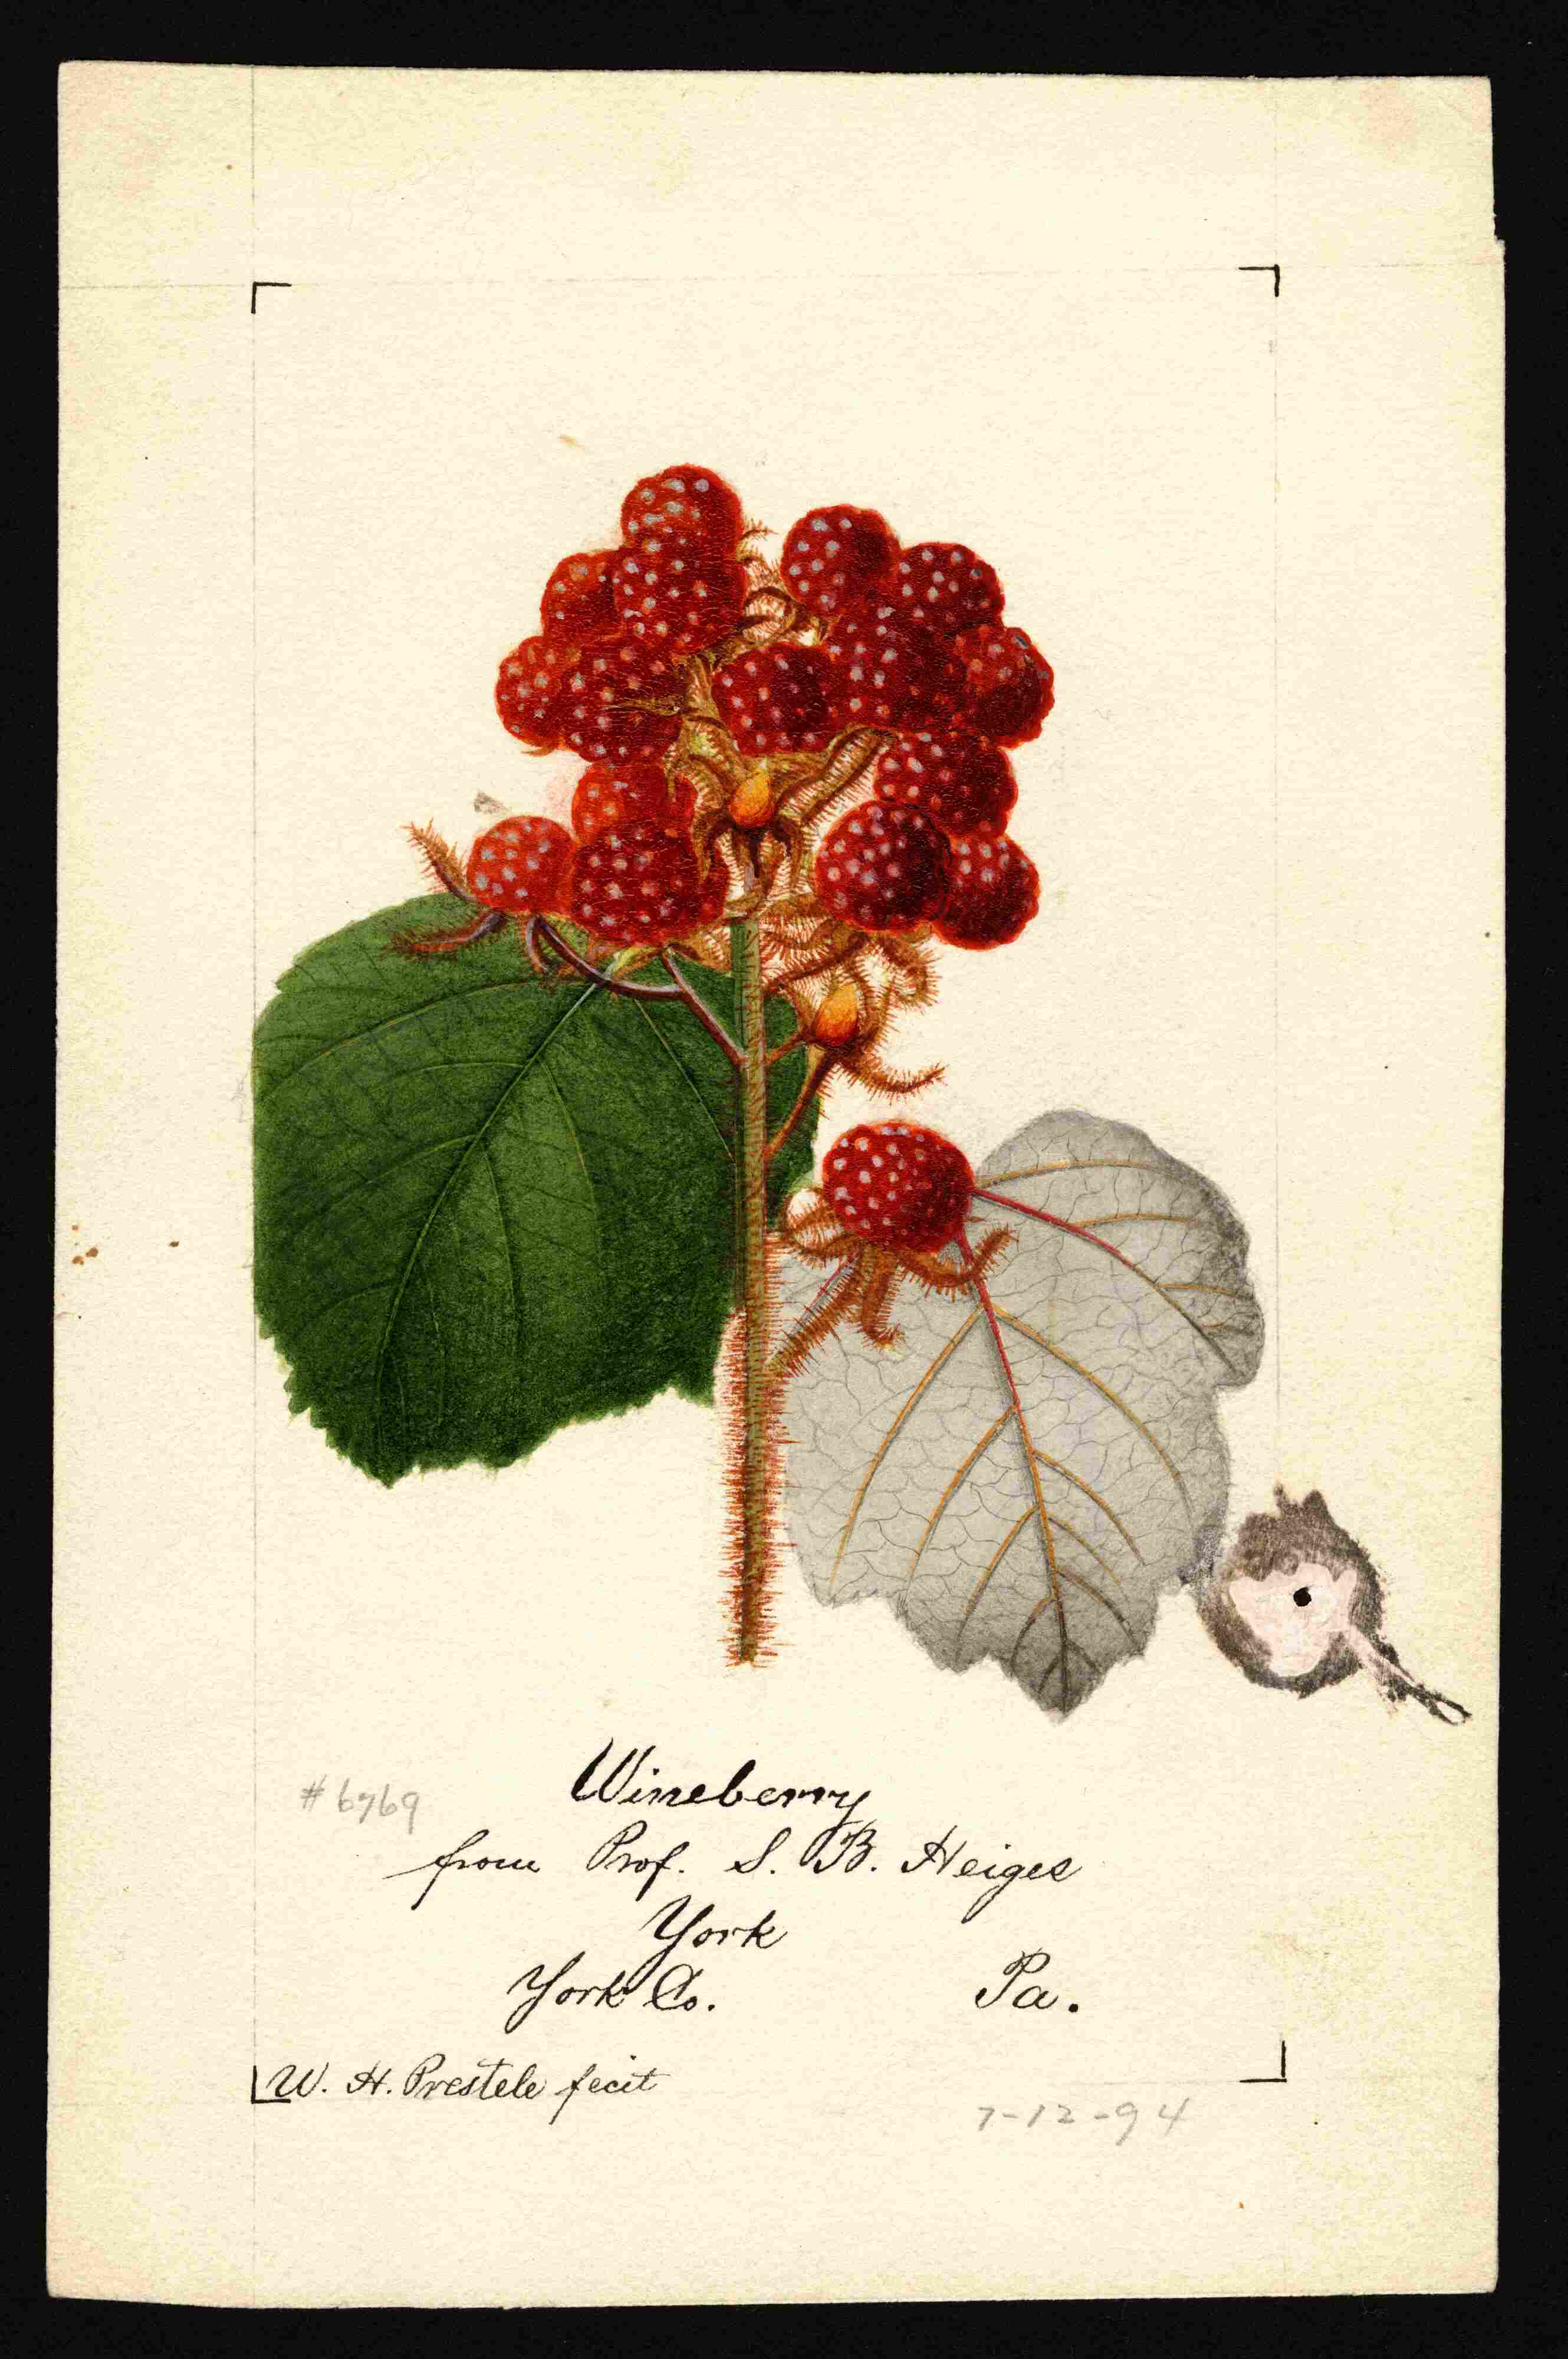 Wineberry
#6769
from Prof. S. B. Heiges
York
York Co. Pa.
W. H. Prestele fecit
7-12-94